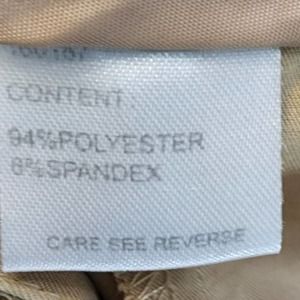 CONTENT:
94%POLYESTER
6%SPANDEX
CARE SEE REVERSE